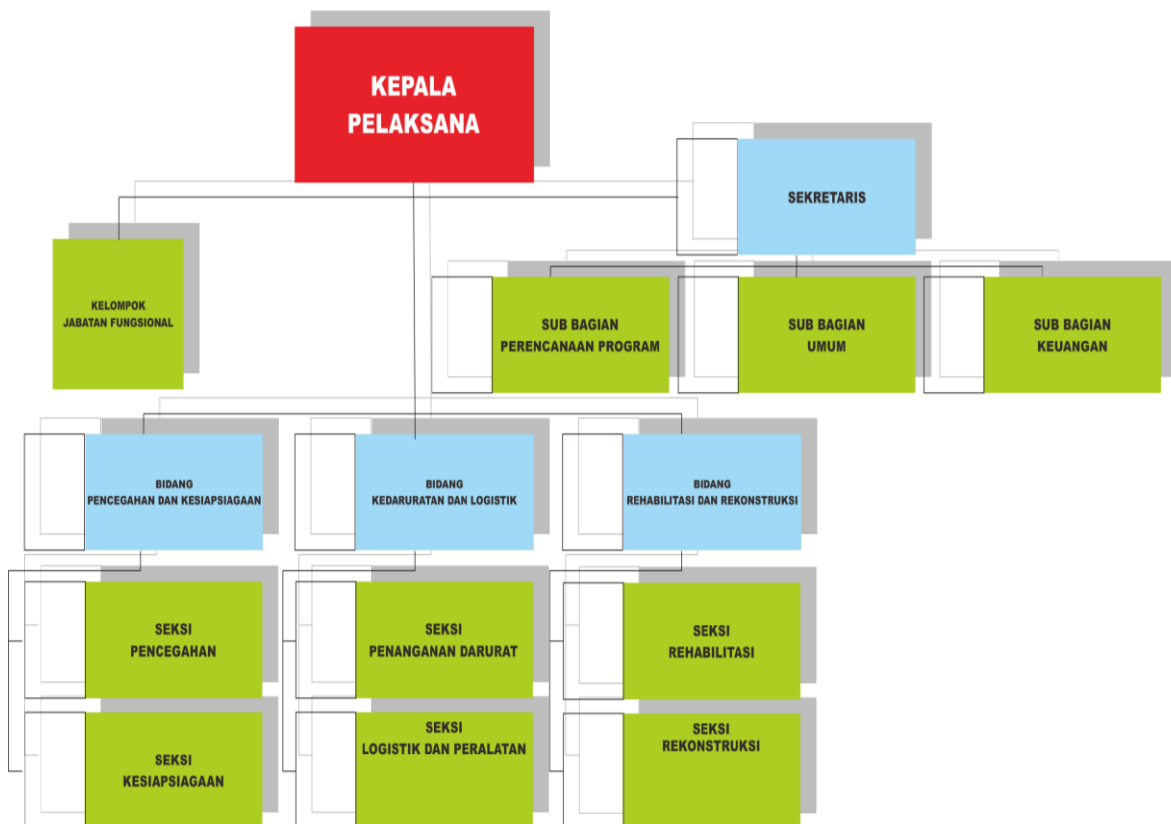 KEPALA
PELAKSANA
SEKRETARIS
KELOMPOK
JABATAN FUNGSIONAL
SUB BAGIAN
PERENCANAAN PROGRAM
SUB BAGIAN
UMUM
SUB BAGIAN
KEUANGAN
BIDANG
PENCEGAHAN DAN KESIAPSIAGAAN
BIDANG
KEDARURATAN DAN LOGISTIK
BIDANG
REHABILITASI DAN REKONSTRUKSI
SEKSI
PENCEGAHAN
SEKSI
PENANGANAN DARURAT
SEKSI
REHABILITASI
SEKSI
KESIAPSIAGAAN
SEKSI
LOGISTIK DAN PERALATAN
SEKSI
REKONSTRUKSI